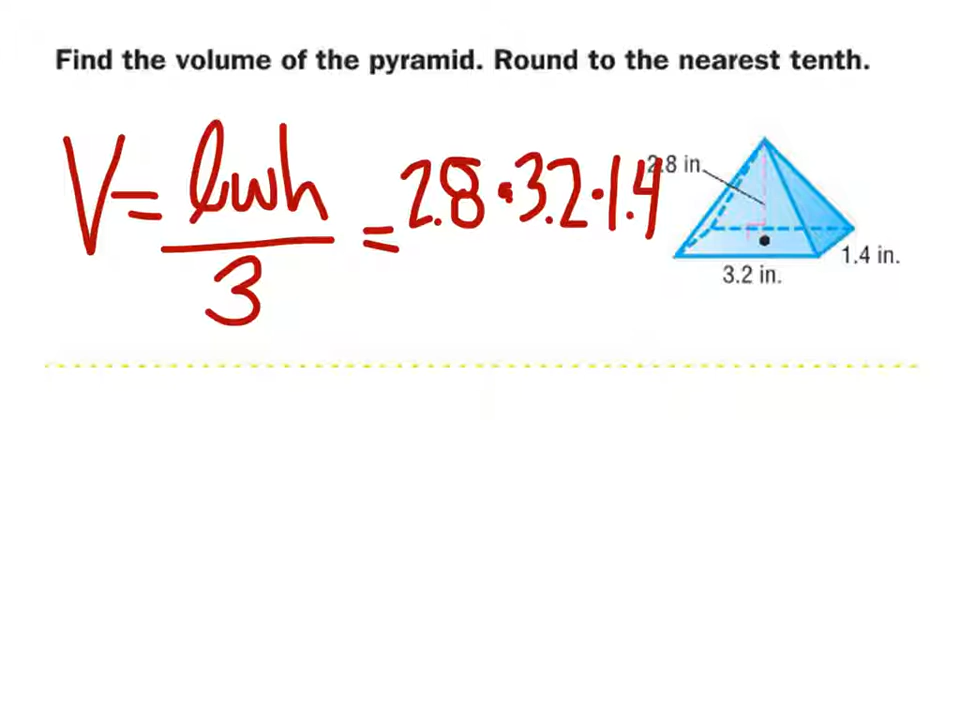 Find the volume of the pyramid. Round to the nearest tenth.
V = lwh / 3 = 2.8 · 3.2 · 1.4
2.8 in.
1.4 in.
3.2 in.